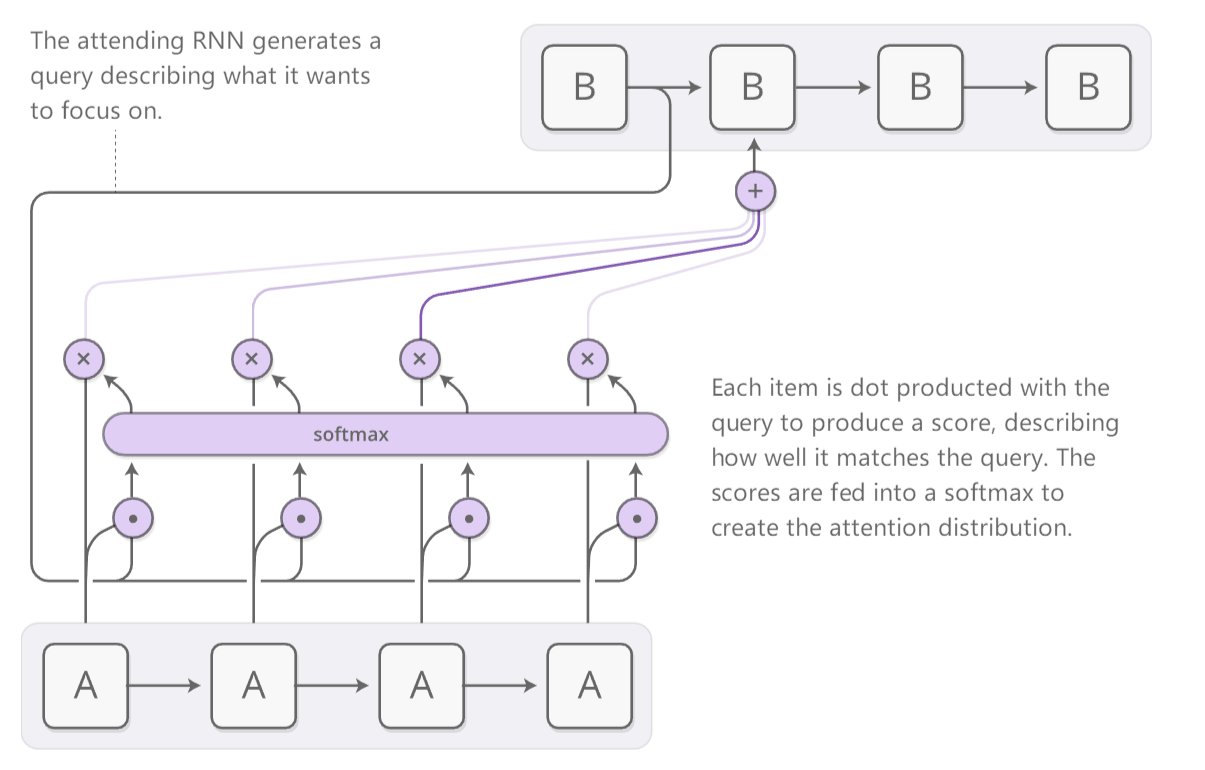 The attending RNN generates a
query describing what it wants
to focus on.
B
B
B
B
+
×
×
×
×
softmax
Each item is dot producted with the
query to produce a score, describing
how well it matches the query. The
scores are fed into a softmax to
create the attention distribution.
A
A
A
A